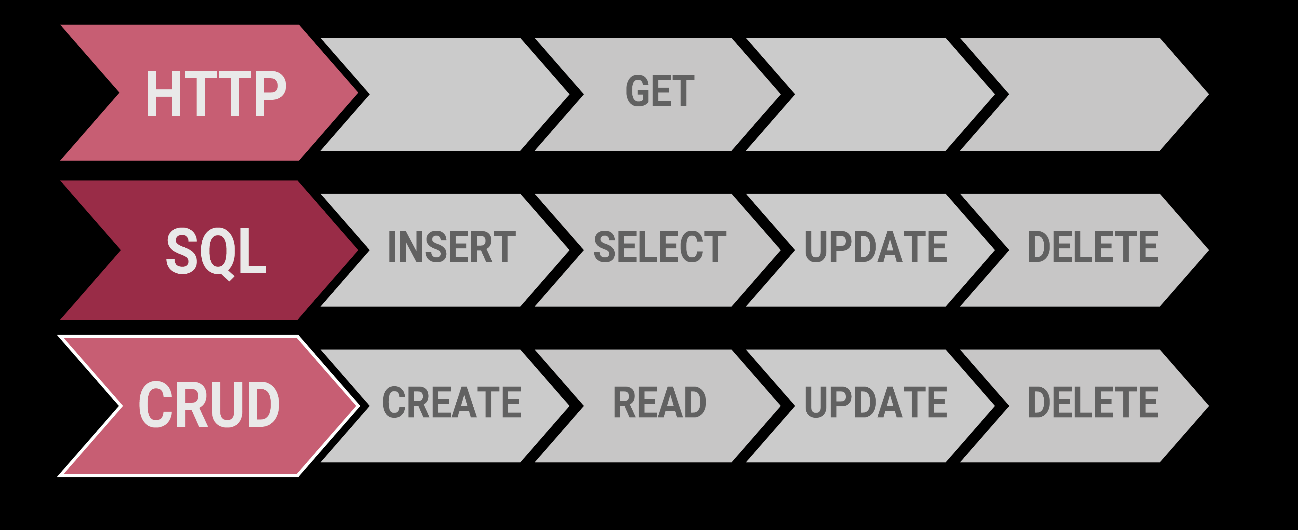 HTTP GET
SQL INSERT SELECT UPDATE DELETE
CRUD CREATE READ UPDATE DELETE